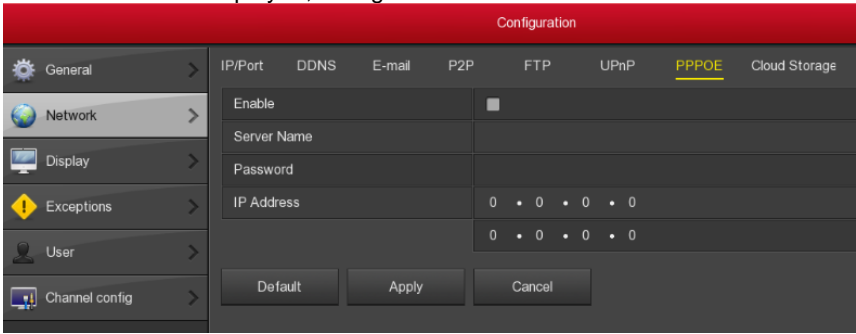 Configuration
General
Network
Display
Exceptions
User
Channel config
IP/Port DDNS E-mail P2P FTP UPnP PPPOE Cloud Storage
Enable
Server Name
Password
IP Address 0 • 0 • 0 • 0
0 • 0 • 0 • 0
Default Apply Cancel